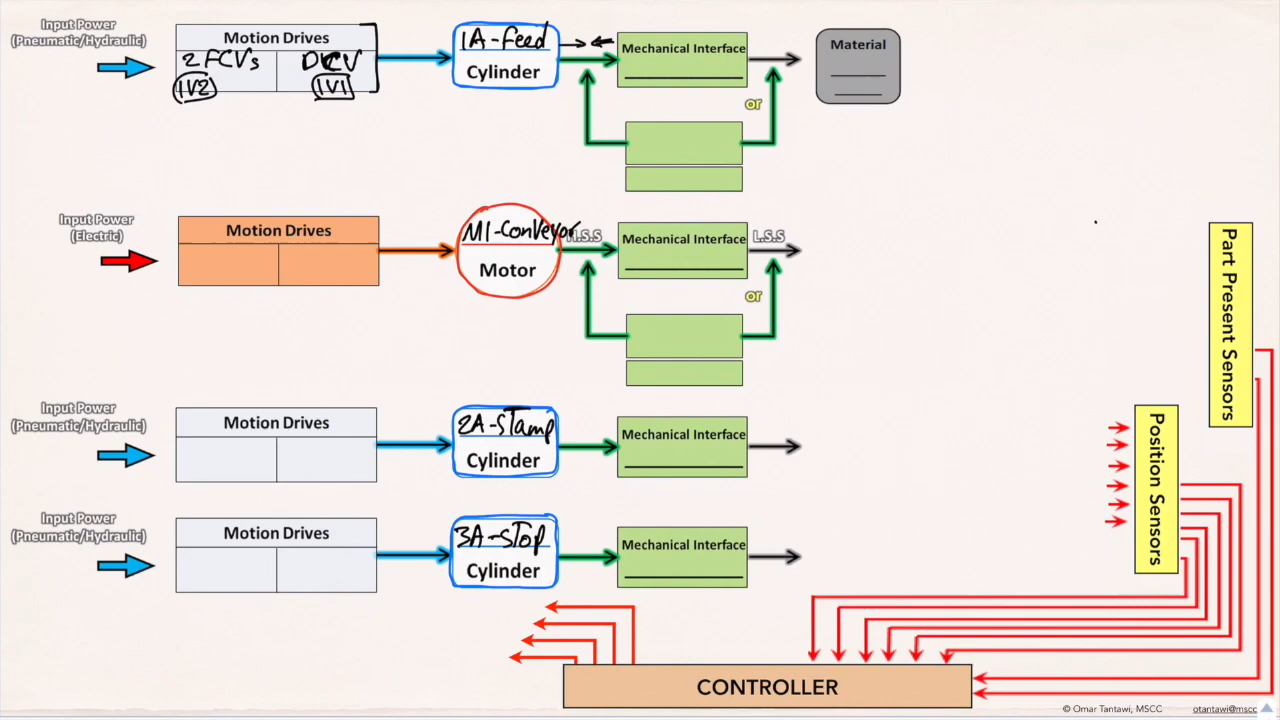 Input Power
(Pneumatic/Hydraulic)
Motion Drives
2 FCVs DCV
1V2 1V1
1A-Feed
Cylinder
Mechanical Interface
Material
or
Input Power
(Electric)
Motion Drives
M1-Conveyor
Motor
H.S.S
Mechanical Interface
L.S.S
or
Part Present Sensors
Input Power
(Pneumatic/Hydraulic)
Motion Drives
2A-STamp
Cylinder
Mechanical Interface
Position Sensors
Input Power
(Pneumatic/Hydraulic)
Motion Drives
3A-STop
Cylinder
Mechanical Interface
CONTROLLER
© Omar Tantawi, MSCC otantawi@mscc